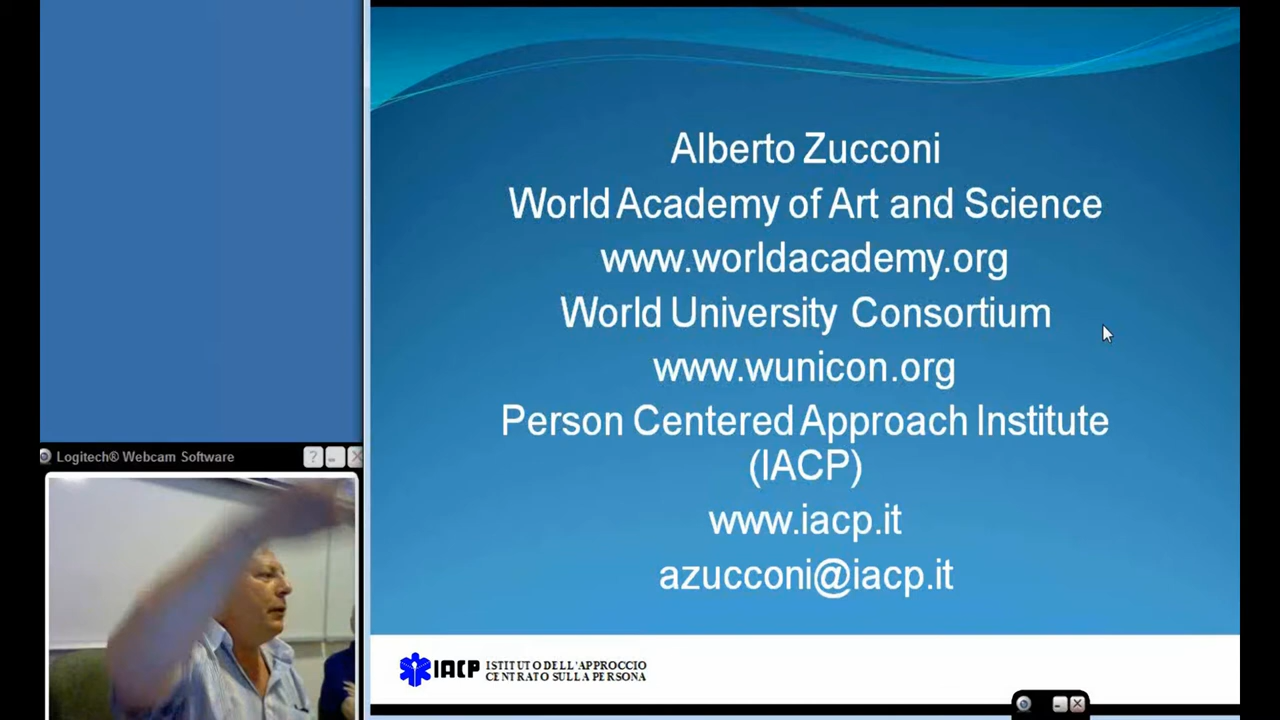 Alberto Zucconi
World Academy of Art and Science
www.worldacademy.org
World University Consortium
www.wunicon.org
Person Centered Approach Institute
(IACP)
www.iacp.it
azucconi@iacp.it
Logitech® Webcam Software
IACP ISTITUTO DELL'APPROCCIO
CENTRATO SULLA PERSONA